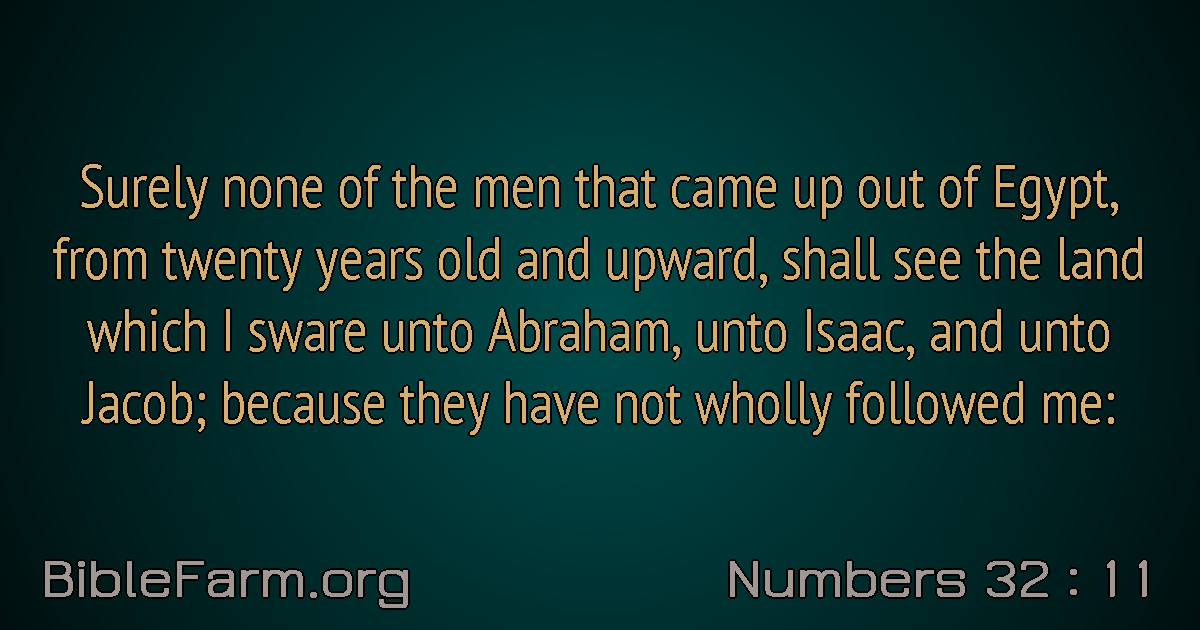 Surely none of the men that came up out of Egypt,
from twenty years old and upward, shall see the land
which I sware unto Abraham, unto Isaac, and unto
Jacob; because they have not wholly followed me:
BibleFarm.org
Numbers 32 : 11